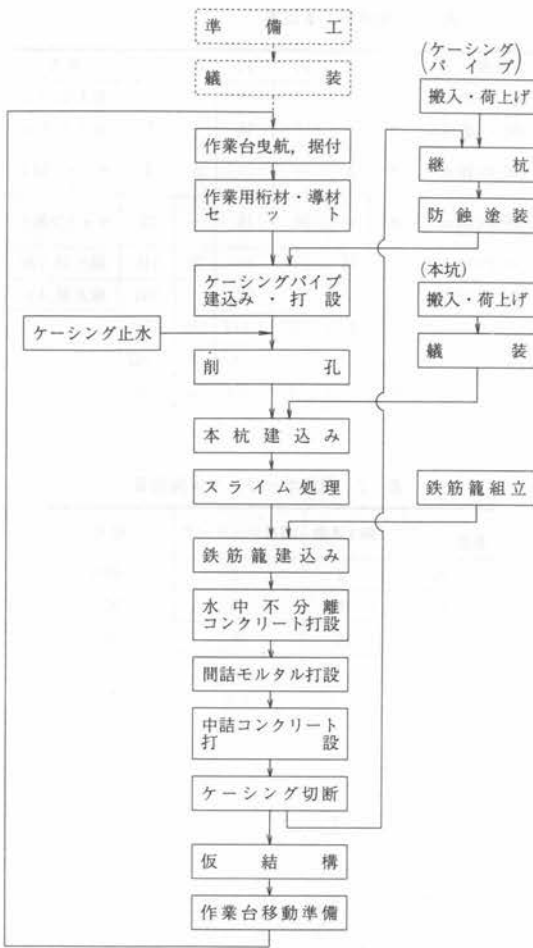 準備工
艤装
(ケーシング
パイプ)
搬入・荷上げ
作業台曳航，据付
継杭
作業用桁材・導材
セット
防蝕塗装
ケーシングパイプ
建込み・打設
(本坑)
搬入・荷上げ
ケーシング止水
艤装
削孔
本杭建込み
スライム処理
鉄筋籠組立
鉄筋籠建込み
水中不分離
コンクリート打設
間詰モルタル打設
中詰コンクリート
打設
ケーシング切断
仮結構
作業台移動準備